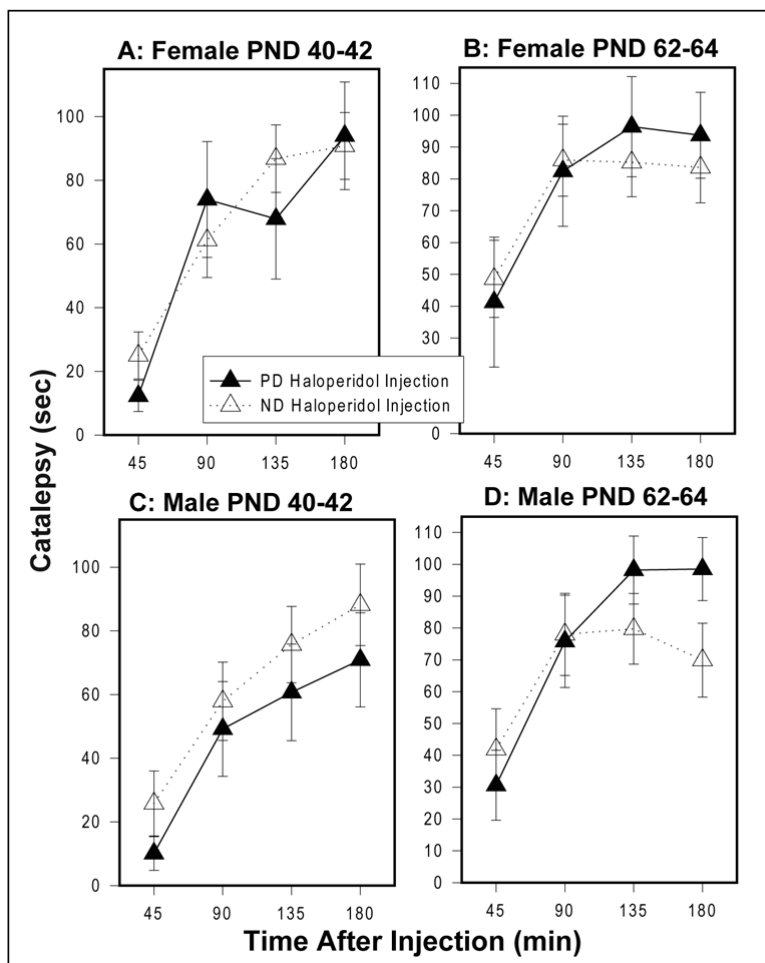 A: Female PND 40-42
B: Female PND 62-64
100
80
60
40
20
0
45 90 135 180
110
100
90
80
70
60
50
40
30
0
45 90 135 180
PD Haloperidol Injection
ND Haloperidol Injection
Catalepsy (sec)
C: Male PND 40-42
D: Male PND 62-64
100
80
60
40
20
0
45 90 135 180
110
100
90
80
70
60
50
40
30
20
10
0
45 90 135 180
Time After Injection (min)